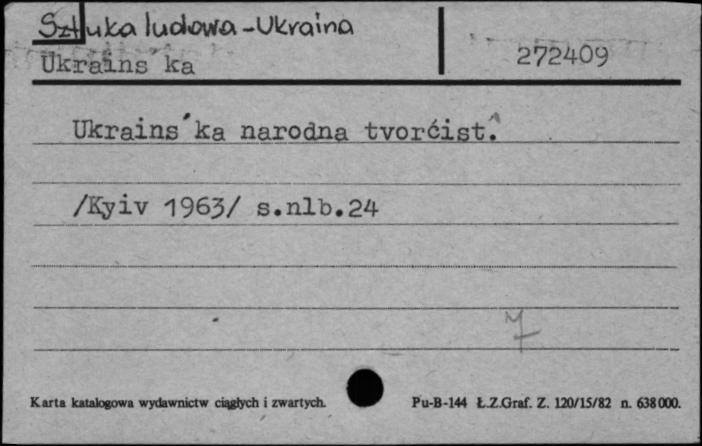 Sztuka ludowa - Ukraina
Ukrains´ka 272409
Ukrains´ka narodna tvorćist.
/Kyiv 1963/ s.nlb.24
Karta katalogowa wydawnictw ciągłych i zwartych. Pu-B-144 Ł.Z.Graf. Z. 120/15/82 n. 638000.